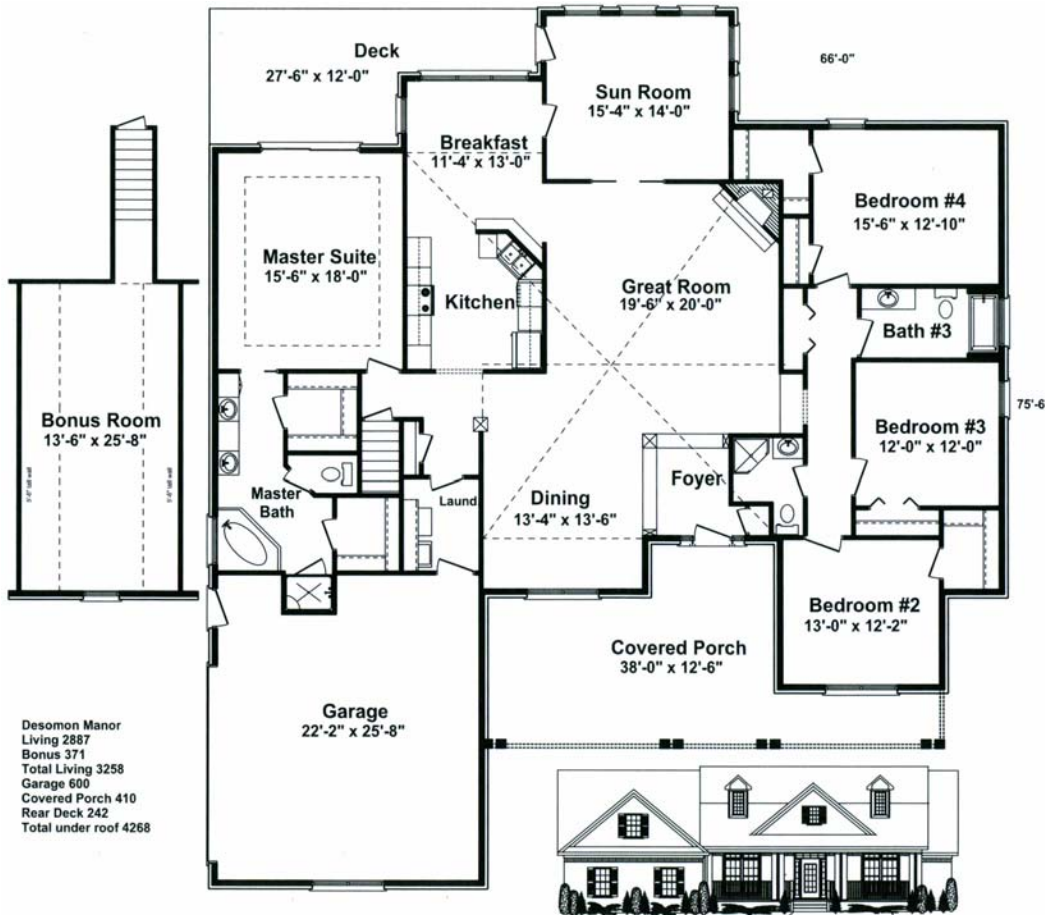 Deck
27'-6" x 12'-0"
66'-0"
Sun Room
15'-4" x 14'-0"
Breakfast
11'-4' x 13'-0"
Bedroom #4
15'-6" x 12'-10"
Master Suite
15'-6" x 18'-0"
Great Room
19'-6" x 20'-0"
Kitchen
Bath #3
75'-6
Bonus Room
13'-6" x 25'-8"
Bedroom #3
12'-0" x 12'-0"
Foyer
Master
Bath
Laund
Dining
13'-4" x 13'-6"
Bedroom #2
13'-0" x 12'-2"
Covered Porch
38'-0" x 12'-6"
Garage
22'-2" x 25'-8"
Desomon Manor
Living 2887
Bonus 371
Total Living 3258
Garage 600
Covered Porch 410
Rear Deck 242
Total under roof 4268